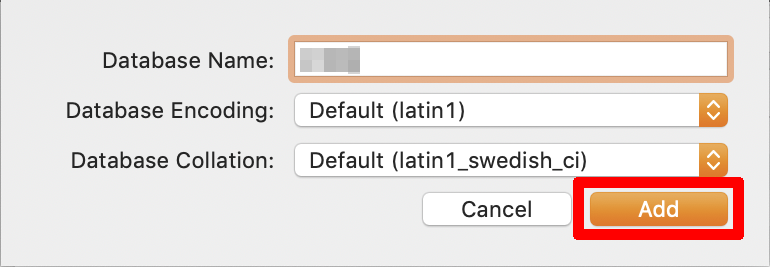 Database Name:
Database Encoding: Default (latin1)
Database Collation: Default (latin1_swedish_ci)
Cancel Add